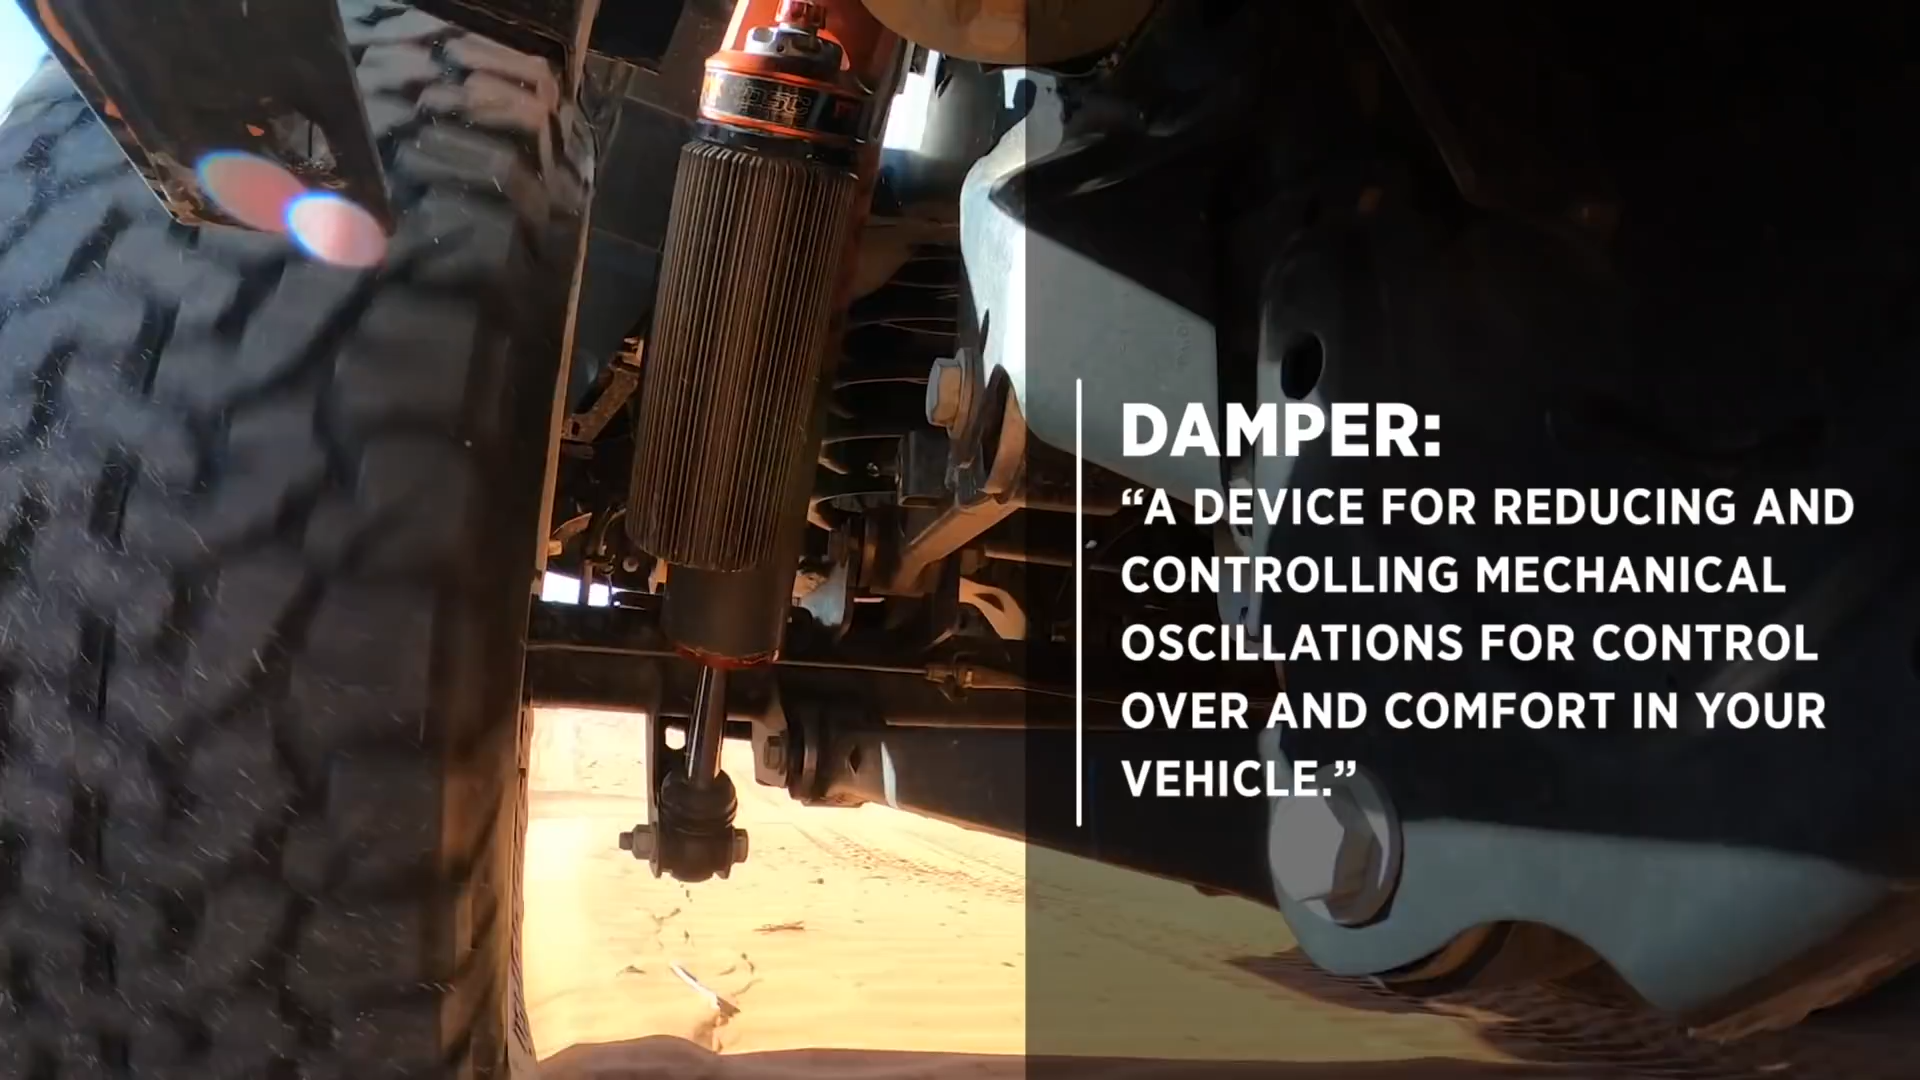 DAMPER:
“A DEVICE FOR REDUCING AND
CONTROLLING MECHANICAL
OSCILLATIONS FOR CONTROL
OVER AND COMFORT IN YOUR
VEHICLE.”